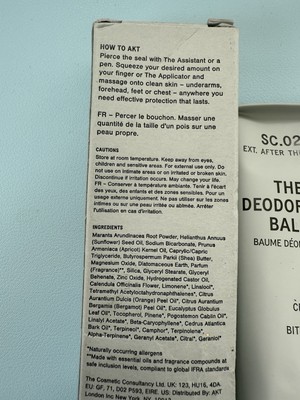 HOW TO AKT
Pierce the seal with The Assistant or a
pen. Squeeze your desired amount on
your finger or The Applicator and
massage onto clean skin – underarms,
forehead, feet or chest – anywhere you
need effective protection that lasts.
FR – Percer le bouchon. Masser une
quantité de la taille d'un pois sur une
peau propre.
CAUTIONS
Store at room temperature. Keep away from eyes,
children and sensitive areas. For external use only. Do
not use on intimate areas or on irritated or broken skin.
Discontinue if irritation occurs. May change your life.
FR – Conserver à température ambiante. Tenir à l'écart
des yeux, des enfants et des zones sensibles. Pour un
usage externe uniquement. Ne pas utiliser sur les zones
intimes ou sur une peau irritée ou abîmée. Arrêter
l'utilisation en cas d'irritation.
INGREDIENTS
Maranta Arundinacea Root Powder, Helianthus Annuus
(Sunflower) Seed Oil, Sodium Bicarbonate, Prunus
Armeniaca (Apricot) Kernel Oil, Caprylic/Capric
Triglyceride, Butyrospermum Parkii (Shea) Butter,
Magnesium Oxide, Diatomaceous Earth, Parfum
(Fragrance)**, Silica, Glyceryl Stearate, Glyceryl
Behenate, Zinc Oxide, Hydrogenated Castor Oil,
Calendula Officinalis Flower, Limonene*, Linalool*,
Tetramethyl Acetyloctahydronaphthalenes*, Citrus
Aurantium Dulcis (Orange) Peel Oil*, Citrus Aurantium
Bergamia (Bergamot) Peel Oil*, Eucalyptus Globulus
Leaf Oil*, Tocopherol, Pinene*, Pogostemon Cablin Oil*,
Linalyl Acetate*, Beta-Caryophyllene*, Cedrus Atlantica
Bark Oil*, Terpineol*, Camphor*, Terpinolene*,
Alpha-Terpinene*, Geranyl Acetate*, Citral*, Geraniol*
*Naturally occurring allergens
**Made with essential oils and fragrance compounds at
safe inclusion levels, compliant to global IFRA standards
The Cosmetic Consultancy Ltd. UK: 123, HU16, 4DA.
EU GF, 71, D02 P593, EIRE. US Distributed by: AKT
London Inc New York, NY
SC.02
EXT. AFTER TH
THE
DEODOR
BAL
BAUME DÉO
BIT